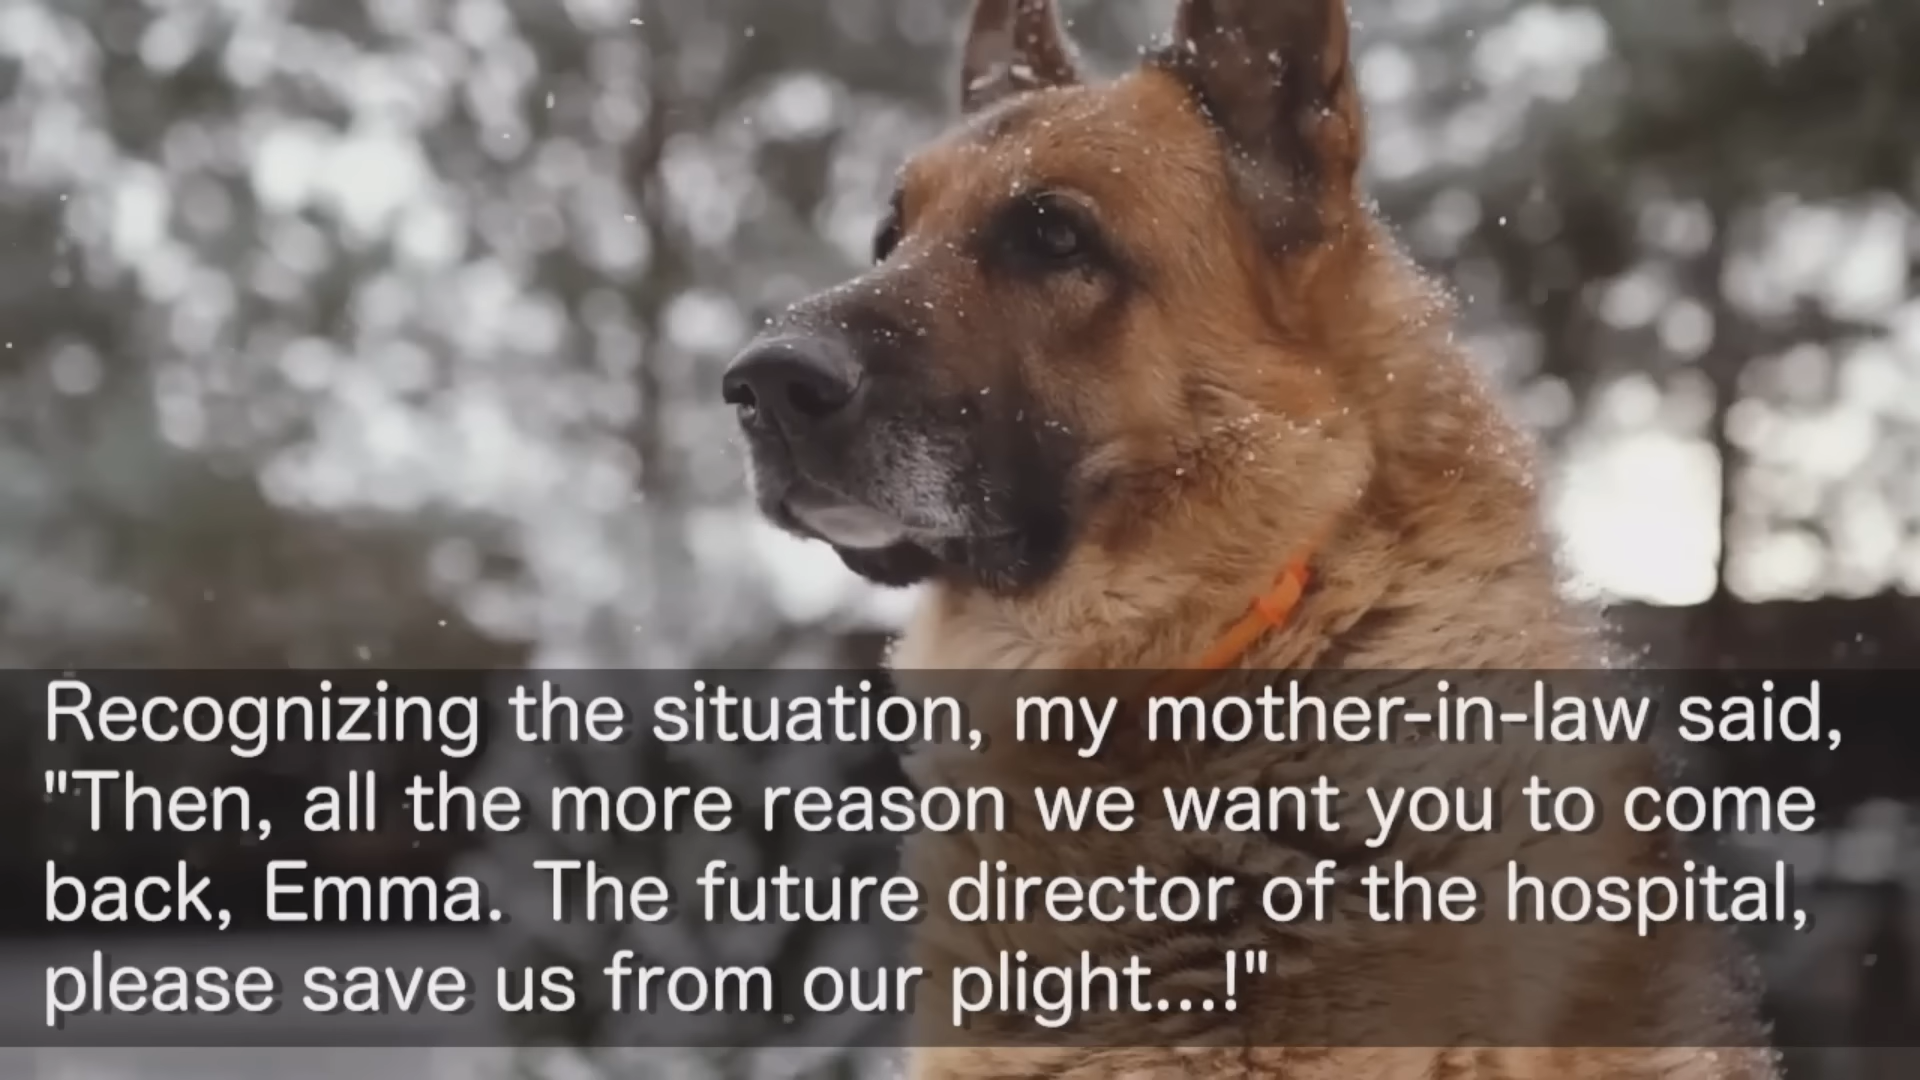 Recognizing the situation, my mother-in-law said,
"Then, all the more reason we want you to come
back, Emma. The future director of the hospital,
please save us from our plight...!"